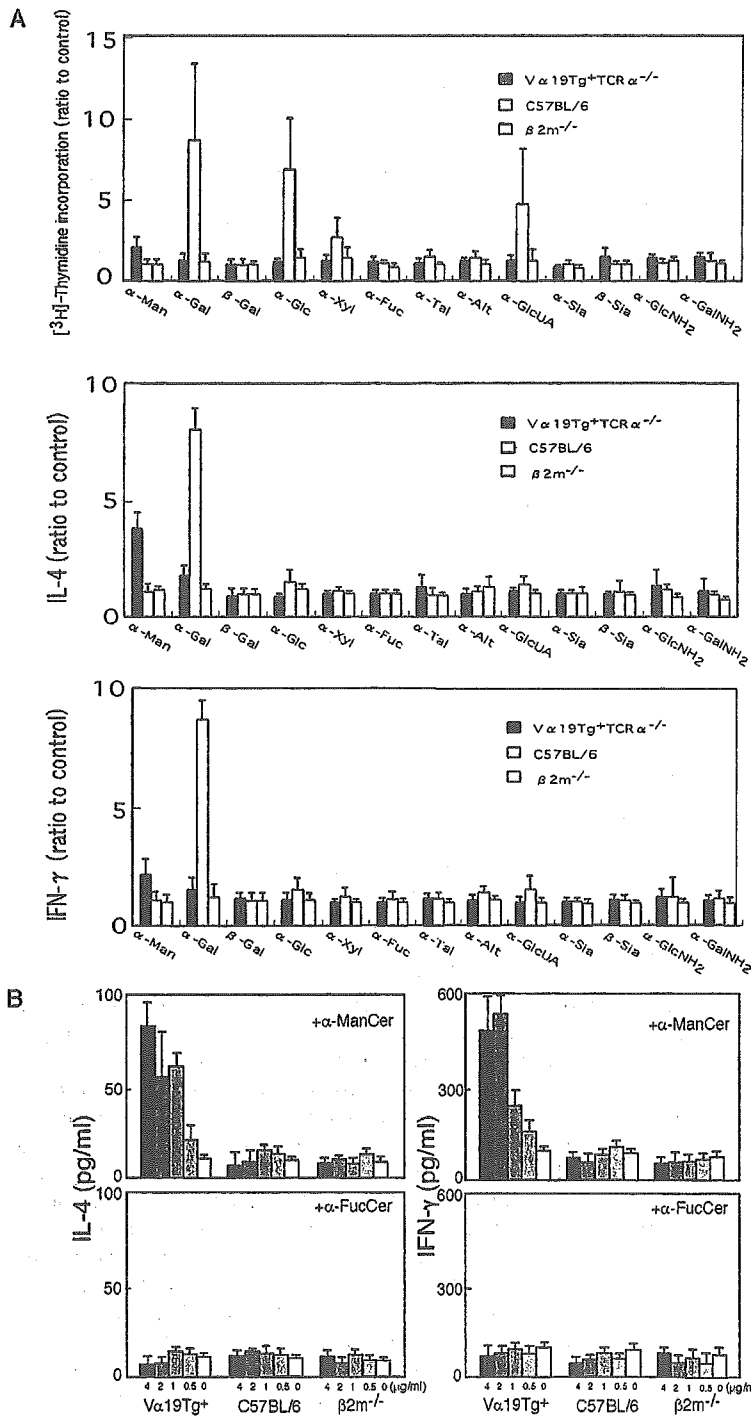 A
[³H]-Thymidine incorporation (ratio to control)
15
10
5
0
Vα19Tg⁺TCRα⁻/⁻
C57BL/6
β2m⁻/⁻
α-Man
α-Gal
β-Gal
α-Glc
α-Xyl
α-Fuc
α-Tal
α-Alt
α-GlcUA
α-Sia
β-Sia
α-GlcNH2
α-GalNH2
IL-4 (ratio to control)
10
5
0
Vα19Tg⁺TCRα⁻/⁻
C57BL/6
β2m⁻/⁻
α-Man
α-Gal
β-Gal
α-Glc
α-Xyl
α-Fuc
α-Tal
α-Alt
α-GlcUA
α-Sia
β-Sia
α-GlcNH2
α-GalNH2
IFN-γ (ratio to control)
10
5
0
Vα19Tg⁺TCRα⁻/⁻
C57BL/6
β2m⁻/⁻
α-Man
α-Gal
β-Gal
α-Glc
α-Xyl
α-Fuc
α-Tal
α-Alt
α-GlcUA
α-Sia
β-Sia
α-GlcNH2
α-GalNH2
B
IL-4 (pg/ml)
100
50
0
+α-ManCer
100
50
0
+α-FucCer
4 2 1 0.5 0 4 2 1 0.5 0 4 2 1 0.5 0 (μg/ml)
Vα19Tg+ C57BL/6 β2m⁻/⁻
IFN-γ (pg/ml)
600
300
0
+α-ManCer
600
300
0
+α-FucCer
4 2 1 0.5 0 4 2 1 0.5 0 4 2 1 0.5 0 (μg/ml)
Vα19Tg+ C57BL/6 β2m⁻/⁻